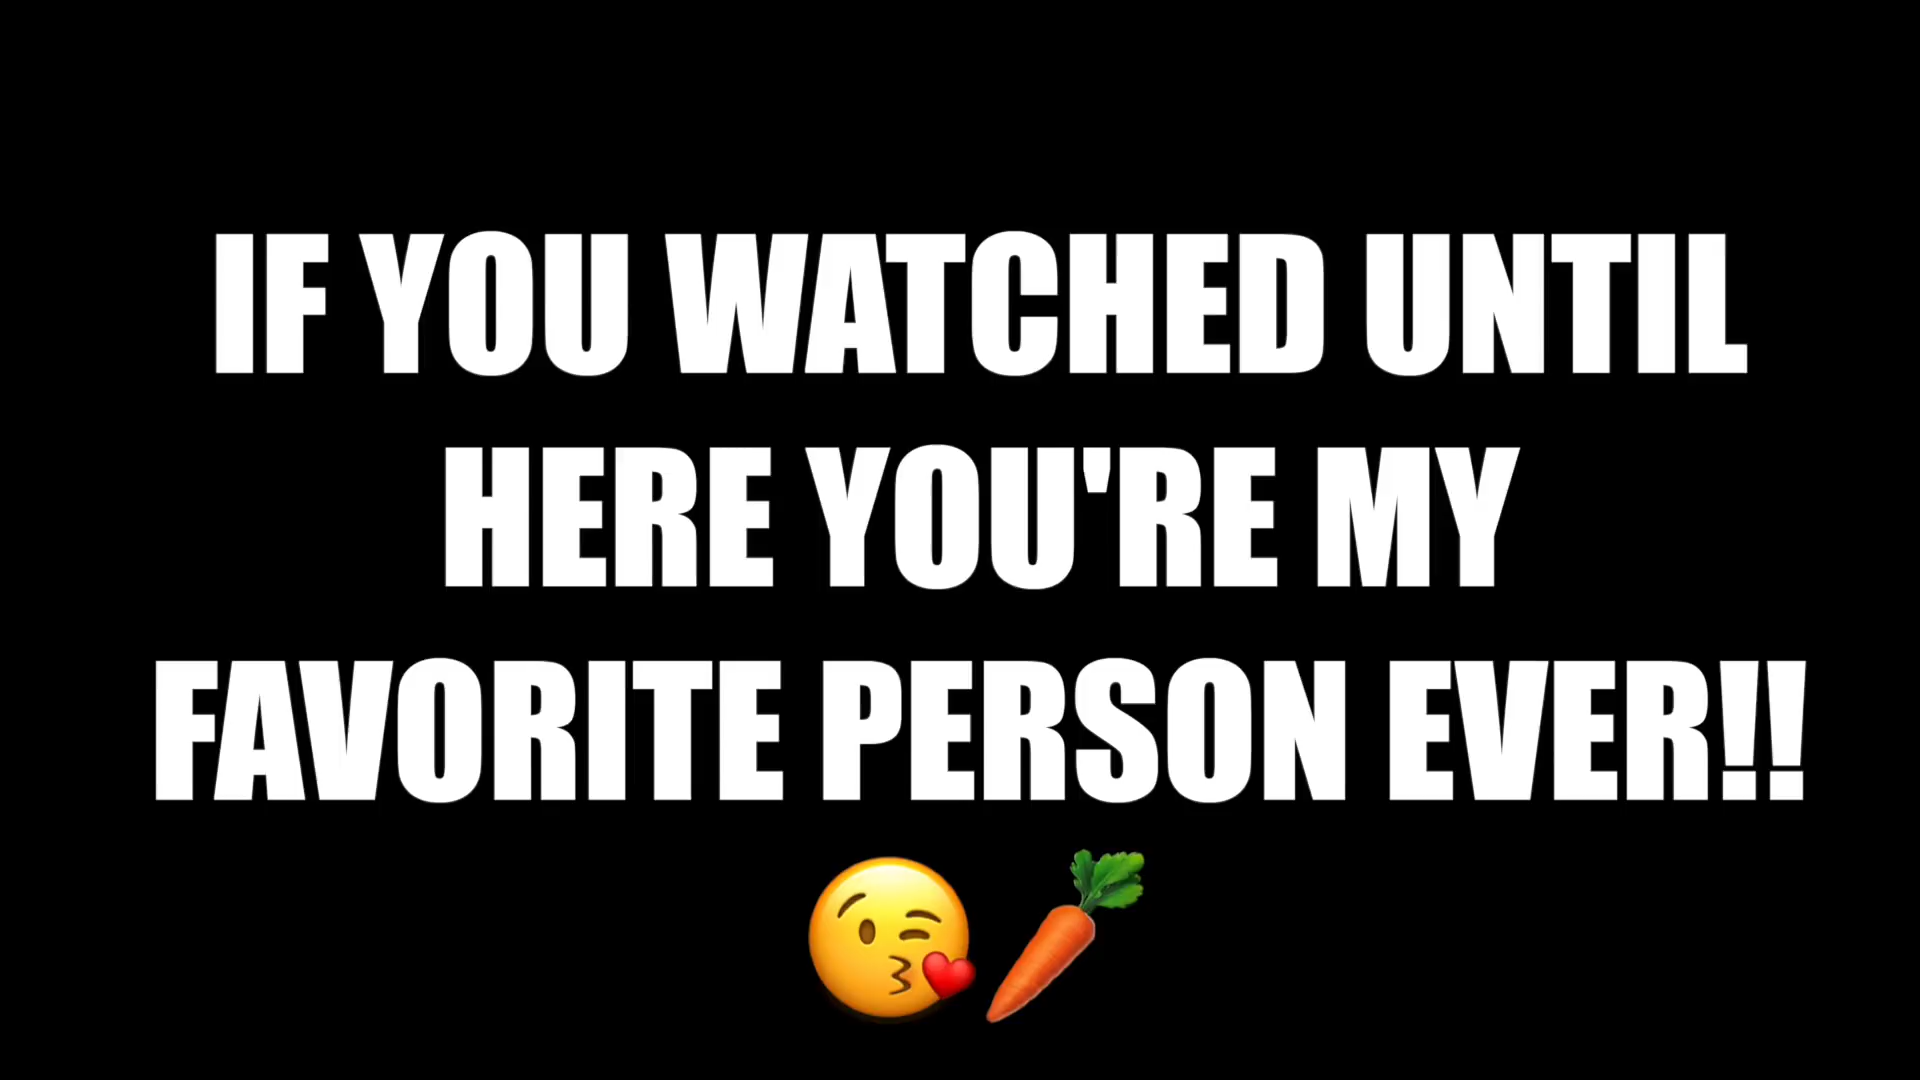 IF YOU WATCHED UNTIL
HERE YOU'RE MY
FAVORITE PERSON EVER!!
😘🥕